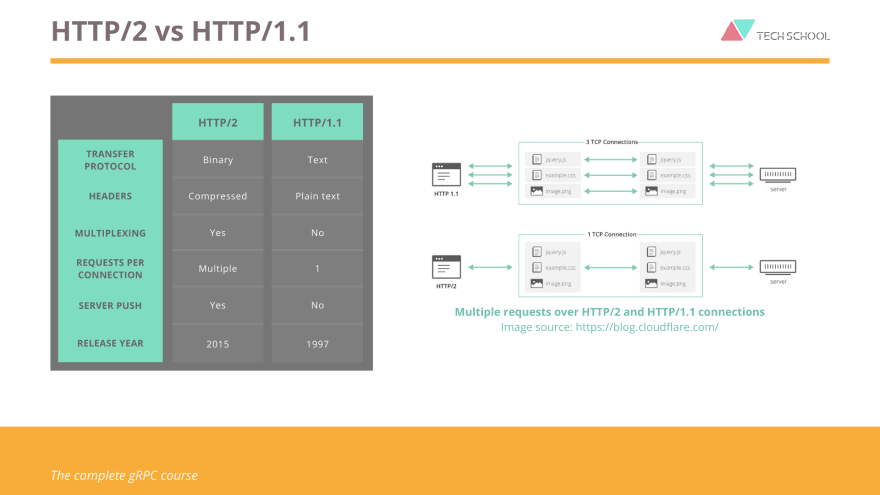 HTTP/2 vs HTTP/1.1
TECH SCHOOL
HTTP/2 HTTP/1.1
TRANSFER
PROTOCOL
Binary Text
HEADERS Compressed Plain text
MULTIPLEXING Yes No
REQUESTS PER
CONNECTION
Multiple 1
SERVER PUSH Yes No
RELEASE YEAR 2015 1997
3 TCP Connections
jquery.js jquery.js
example.css example.css
image.png image.png
HTTP 1.1
server
1 TCP Connection
jquery.js jquery.js
example.css example.css
image.png image.png
HTTP/2
server
Multiple requests over HTTP/2 and HTTP/1.1 connections
Image source: https://blog.cloudflare.com/
The complete gRPC course